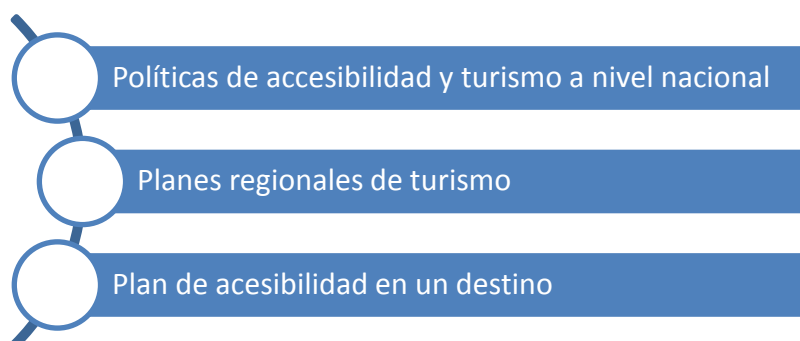 Políticas de accesibilidad y turismo a nivel nacional
Planes regionales de turismo
Plan de acesibilidad en un destino